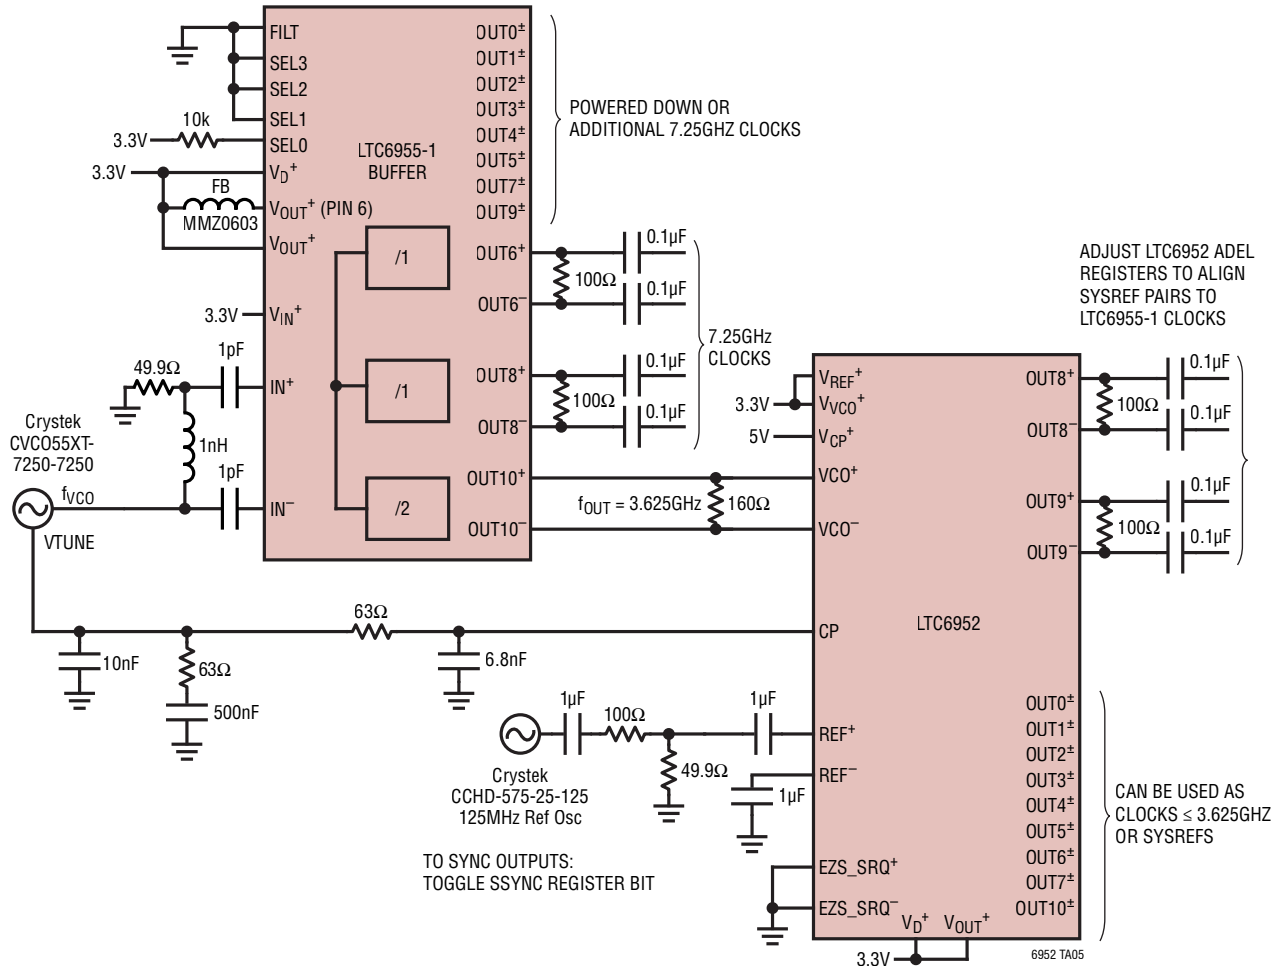 FILT
SEL3
SEL2
SEL1
10k
3.3V
SEL0
3.3V
VD+
FB
MMZ0603
VOUT+ (PIN 6)
VOUT+
3.3V
VIN+
1pF
49.9Ω
IN+
Crystek
CVCO55XT-
7250-7250
1nH
1pF
fVCO
IN−
VTUNE
LTC6955-1
BUFFER
/1
/1
/2
OUT0±
OUT1±
OUT2±
OUT3±
OUT4±
OUT5±
OUT7±
OUT9±
POWERED DOWN OR
ADDITIONAL 7.25GHZ CLOCKS
OUT6+
0.1µF
100Ω
OUT6−
0.1µF
7.25GHz
CLOCKS
OUT8+
0.1µF
100Ω
OUT8−
0.1µF
OUT10+
fOUT = 3.625GHz
160Ω
OUT10−
ADJUST LTC6952 ADEL
REGISTERS TO ALIGN
SYSREF PAIRS TO
LTC6955-1 CLOCKS
VREF+
3.3V
VVCO+
5V
VCP+
VCO+
VCO−
OUT8+
0.1µF
100Ω
OUT8−
0.1µF
OUT9+
0.1µF
100Ω
OUT9−
0.1µF
63Ω
CP
LTC6952
10nF
63Ω
500nF
6.8nF
1µF
100Ω
1µF
REF+
49.9Ω
REF−
1µF
Crystek
CCHD-575-25-125
125MHz Ref Osc
TO SYNC OUTPUTS:
TOGGLE SSYNC REGISTER BIT
EZS_SRQ+
EZS_SRQ−
VD+
VOUT+
3.3V
OUT0±
OUT1±
OUT2±
OUT3±
OUT4±
OUT5±
OUT6±
OUT7±
OUT10±
CAN BE USED AS
CLOCKS ≤ 3.625GHZ
OR SYSREFS
6952 TA05